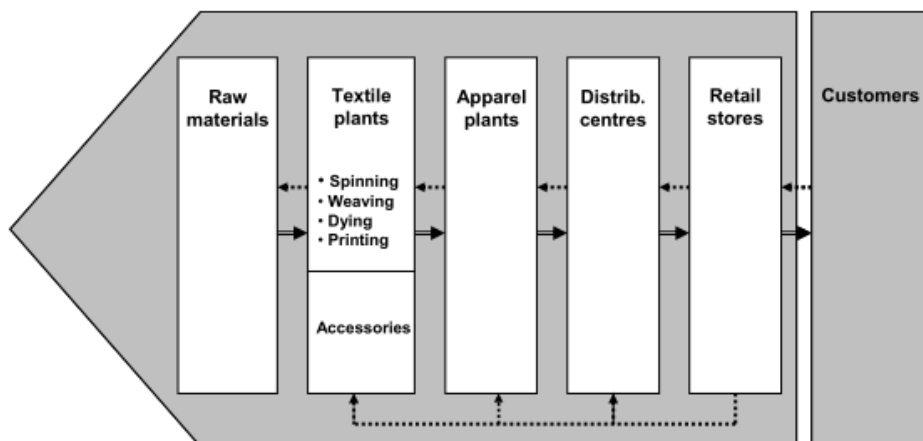 Raw
materials
Textile
plants
• Spinning
• Weaving
• Dying
• Printing
Accessories
Apparel
plants
Distrib.
centres
Retail
stores
Customers